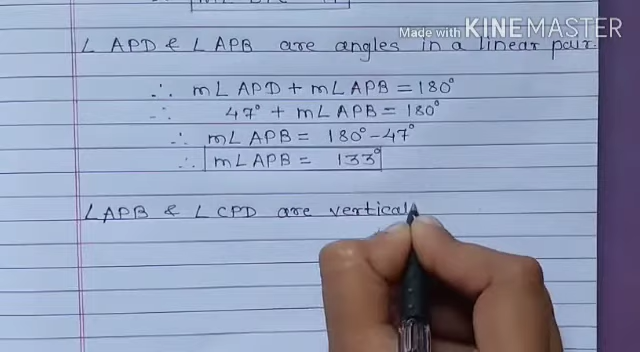 Made with KINEMASTER
∠ APD & ∠ APB are angles in a linear pair.
∴ m∠ APD + m∠ APB = 180°
∴ 47° + m∠ APB = 180°
∴ m∠ APB = 180° - 47°
∴ m∠ APB = 133°
∠ APB & ∠ CPD are vertical